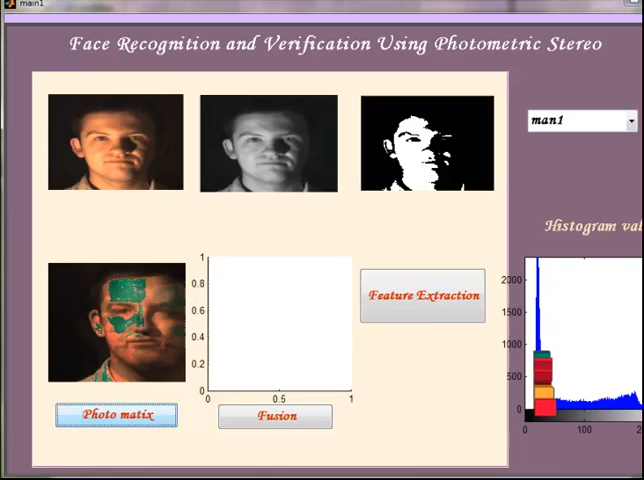 main1
Face Recognition and Verification Using Photometric Stereo
man1
Histogram val
1
0.8
0.6
0.4
0.2
0
0
0.5
1
Feature Extraction
2000
1500
1000
500
0
0
100
2
Photo matix
Fusion